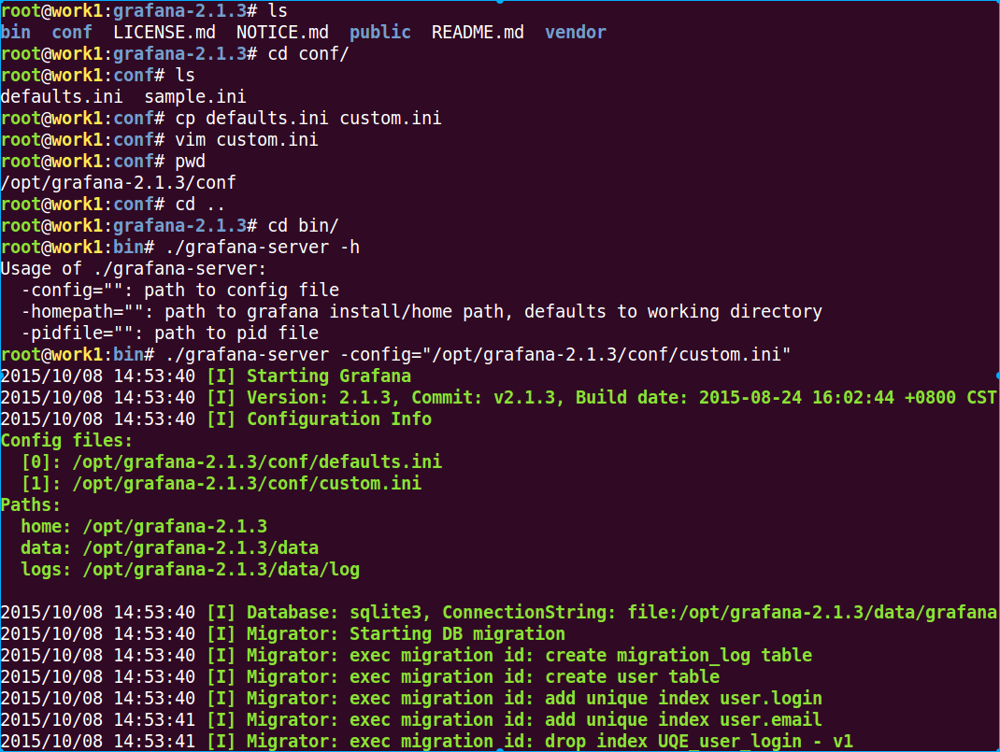 root@work1:grafana-2.1.3# ls
bin  conf  LICENSE.md  NOTICE.md  public  README.md  vendor
root@work1:grafana-2.1.3# cd conf/
root@work1:conf# ls
defaults.ini  sample.ini
root@work1:conf# cp defaults.ini custom.ini
root@work1:conf# vim custom.ini
root@work1:conf# pwd
/opt/grafana-2.1.3/conf
root@work1:conf# cd ..
root@work1:grafana-2.1.3# cd bin/
root@work1:bin# ./grafana-server -h
Usage of ./grafana-server:
  -config="": path to config file
  -homepath="": path to grafana install/home path, defaults to working directory
  -pidfile="": path to pid file
root@work1:bin# ./grafana-server -config="/opt/grafana-2.1.3/conf/custom.ini"
2015/10/08 14:53:40 [I] Starting Grafana
2015/10/08 14:53:40 [I] Version: 2.1.3, Commit: v2.1.3, Build date: 2015-08-24 16:02:44 +0800 CST
2015/10/08 14:53:40 [I] Configuration Info
Config files:
  [0]: /opt/grafana-2.1.3/conf/defaults.ini
  [1]: /opt/grafana-2.1.3/conf/custom.ini
Paths:
  home: /opt/grafana-2.1.3
  data: /opt/grafana-2.1.3/data
  logs: /opt/grafana-2.1.3/data/log
2015/10/08 14:53:40 [I] Database: sqlite3, ConnectionString: file:/opt/grafana-2.1.3/data/grafana
2015/10/08 14:53:40 [I] Migrator: Starting DB migration
2015/10/08 14:53:40 [I] Migrator: exec migration id: create migration_log table
2015/10/08 14:53:40 [I] Migrator: exec migration id: create user table
2015/10/08 14:53:40 [I] Migrator: exec migration id: add unique index user.login
2015/10/08 14:53:41 [I] Migrator: exec migration id: add unique index user.email
2015/10/08 14:53:41 [I] Migrator: exec migration id: drop index UQE_user_login - v1